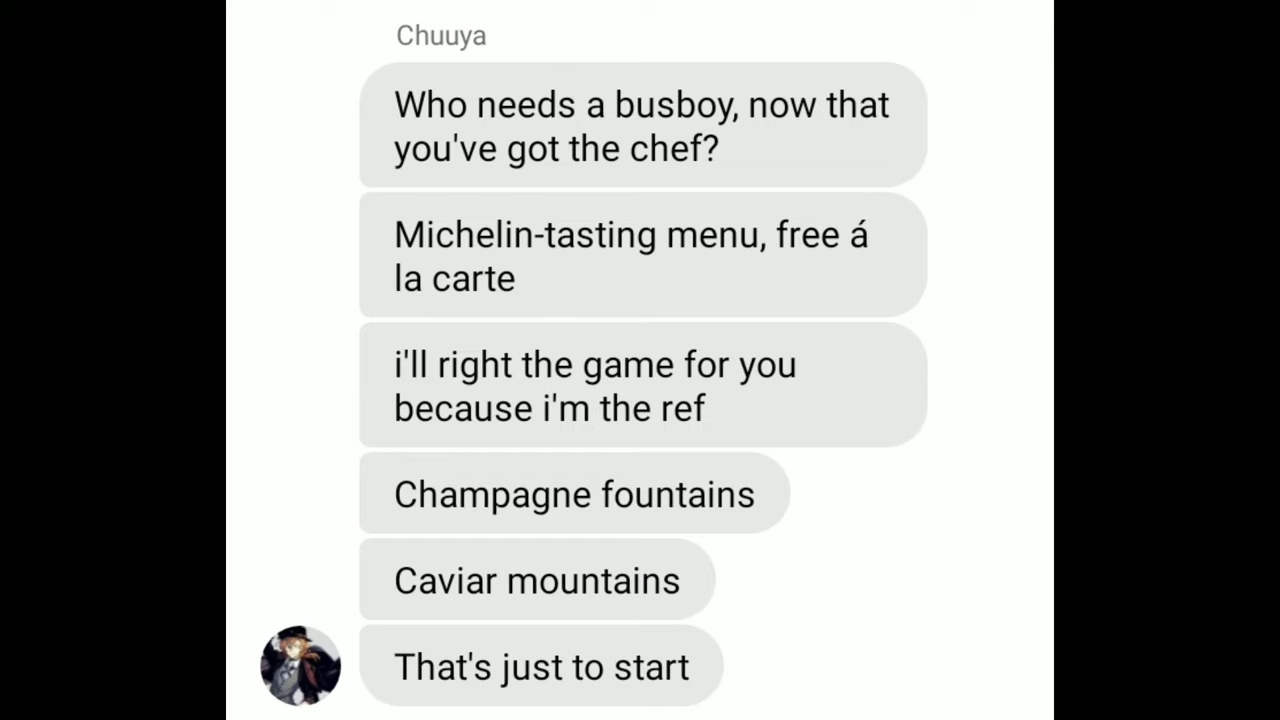 Chuuya
Who needs a busboy, now that
you've got the chef?
Michelin-tasting menu, free á
la carte
i'll right the game for you
because i'm the ref
Champagne fountains
Caviar mountains
That's just to start